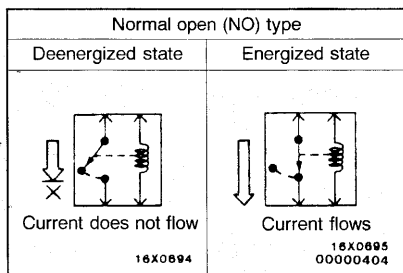 Normal open (NO) type
Deenergized state
Energized state
Current does not flow
16X0694
Current flows
16X0695
00000404